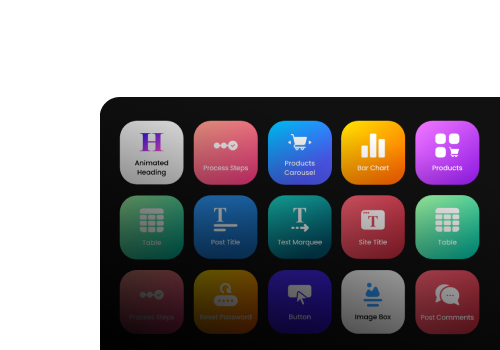 H
Animated
Heading
Process Steps
Products
Carousel
Bar Chart
Products
Table
T
Post Title
T
Text Marquee
T
Site Title
Table
Process Steps
Reset Password
Button
Image Box
Post Comments